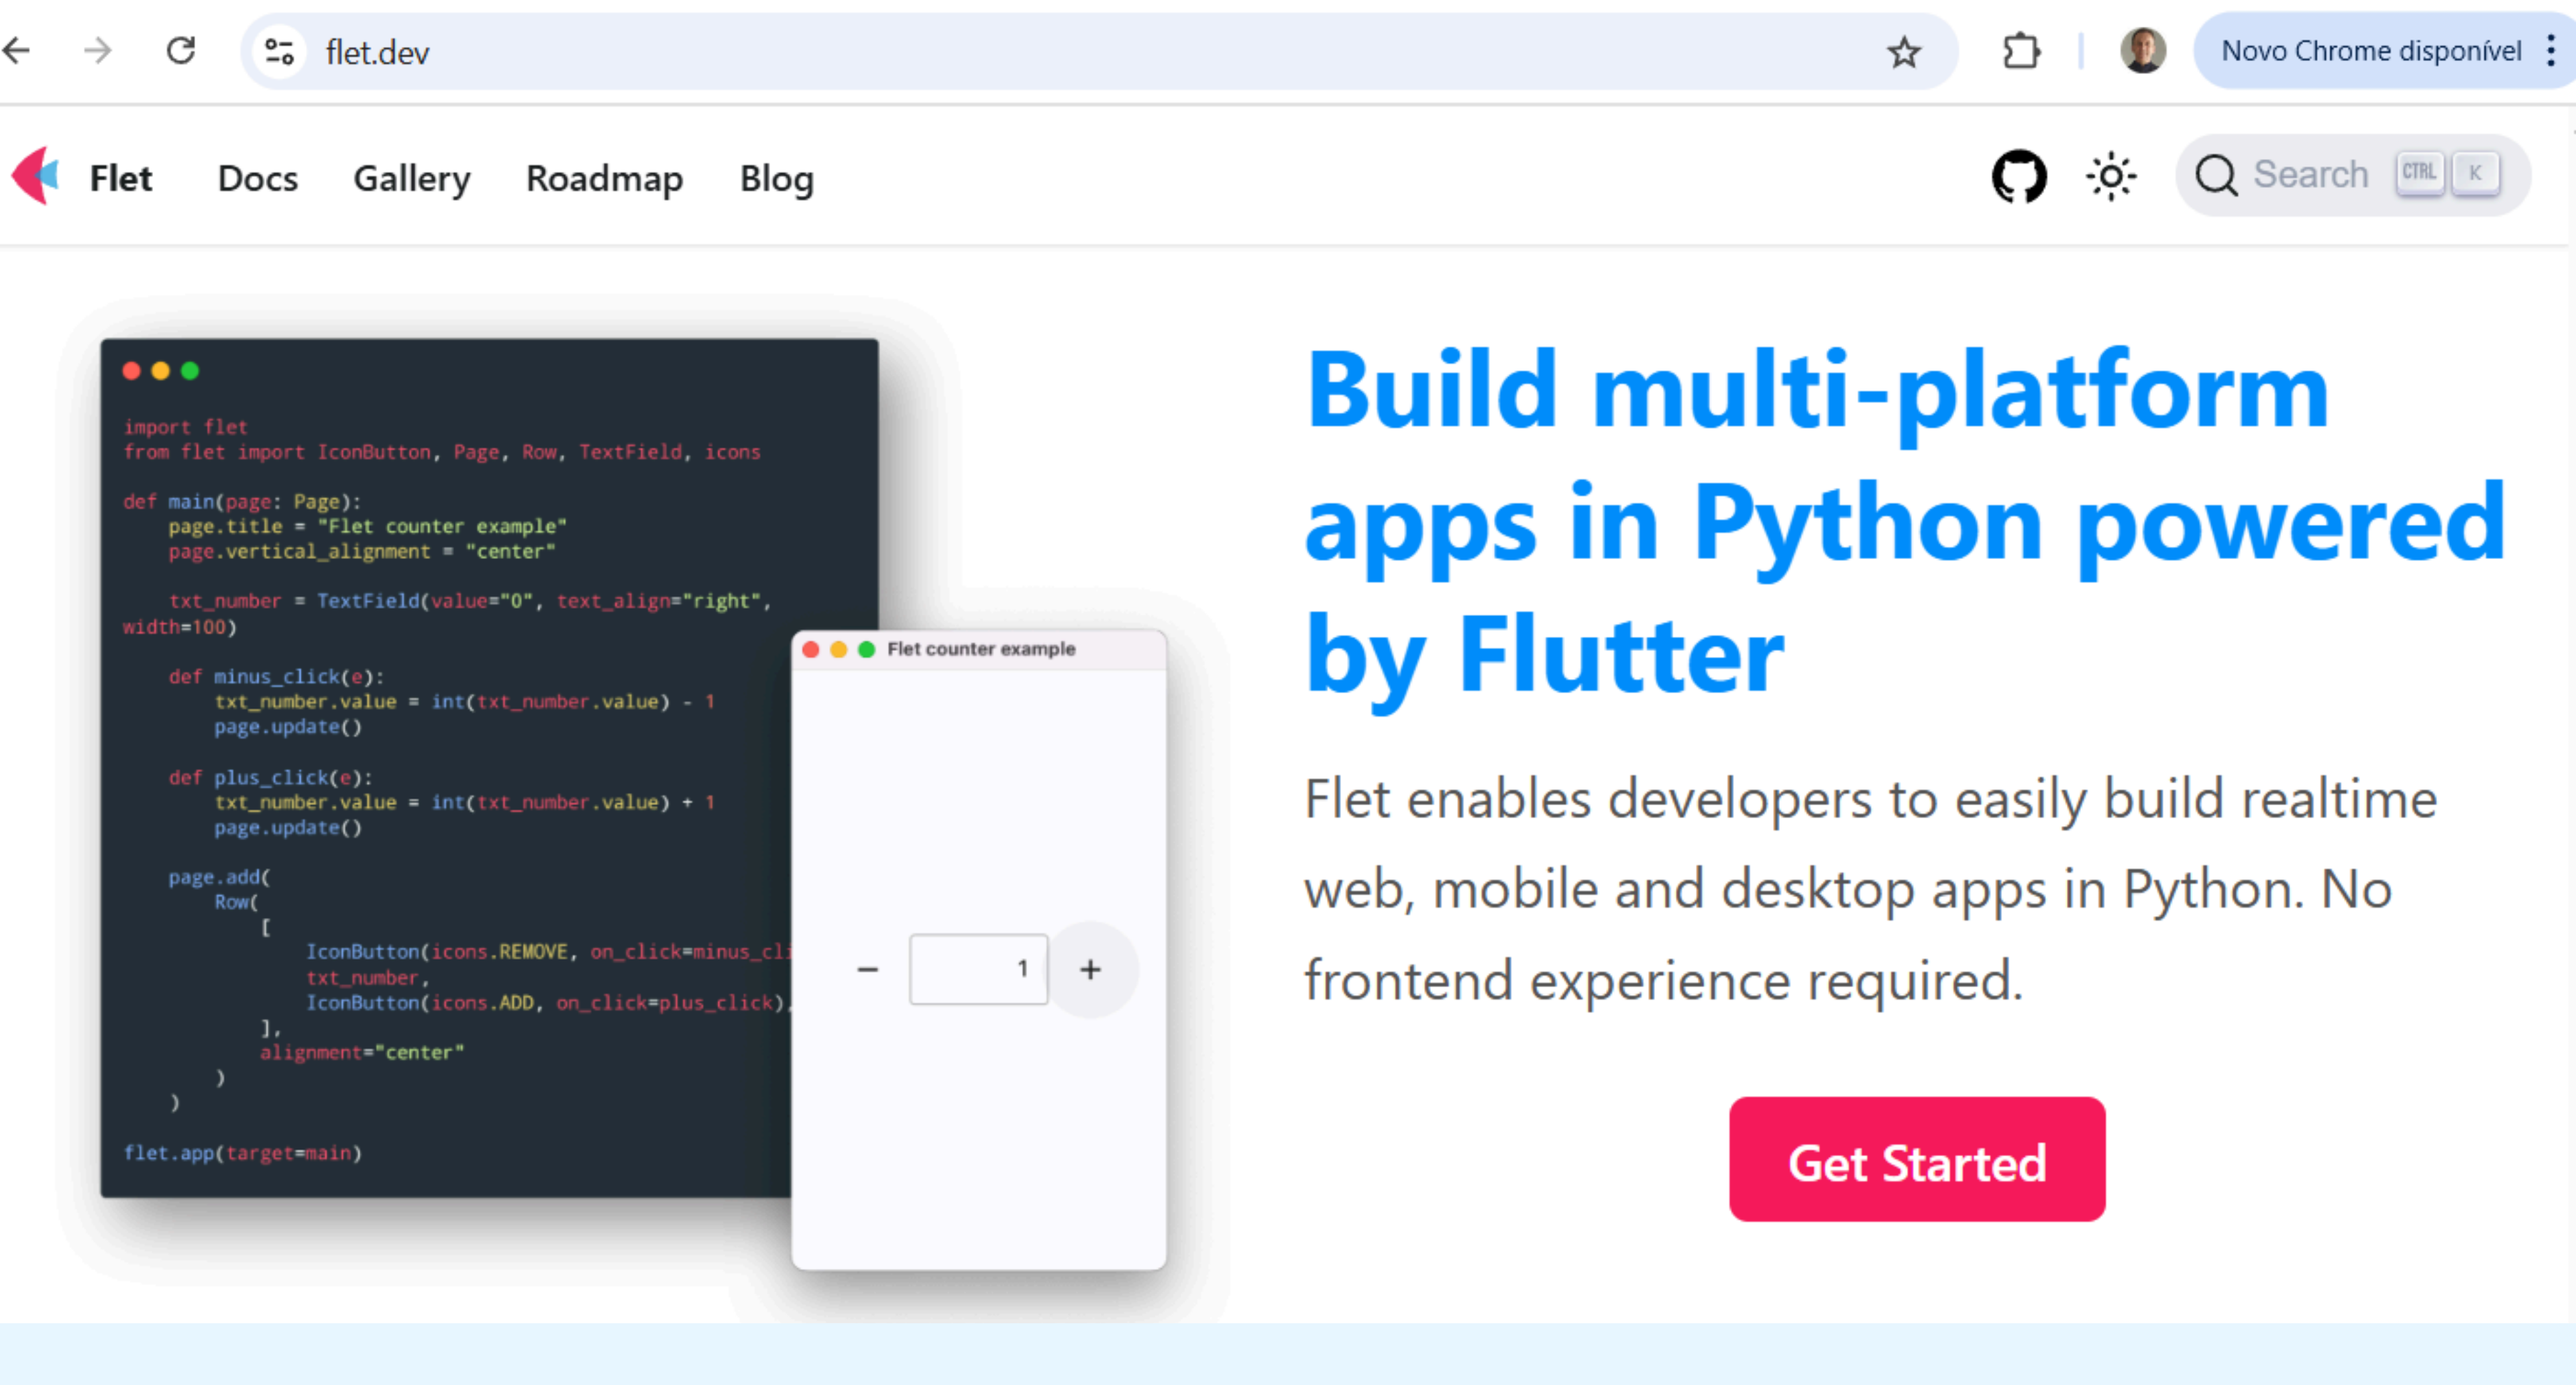 flet.dev
Novo Chrome disponível
Flet Docs Gallery Roadmap Blog
Search CTRL K
import flet
from flet import IconButton, Page, Row, TextField, icons
def main(page: Page):
page.title = "Flet counter example"
page.vertical_alignment = "center"
txt_number = TextField(value="0", text_align="right",
width=100)
def minus_click(e):
txt_number.value = int(txt_number.value) - 1
page.update()
def plus_click(e):
txt_number.value = int(txt_number.value) + 1
page.update()
page.add(
Row(
[
IconButton(icons.REMOVE, on_click=minus_cli
txt_number,
IconButton(icons.ADD, on_click=plus_click),
],
alignment="center"
)
)
flet.app(target=main)
Flet counter example
− 1 +
Build multi-platform
apps in Python powered
by Flutter
Flet enables developers to easily build realtime
web, mobile and desktop apps in Python. No
frontend experience required.
Get Started